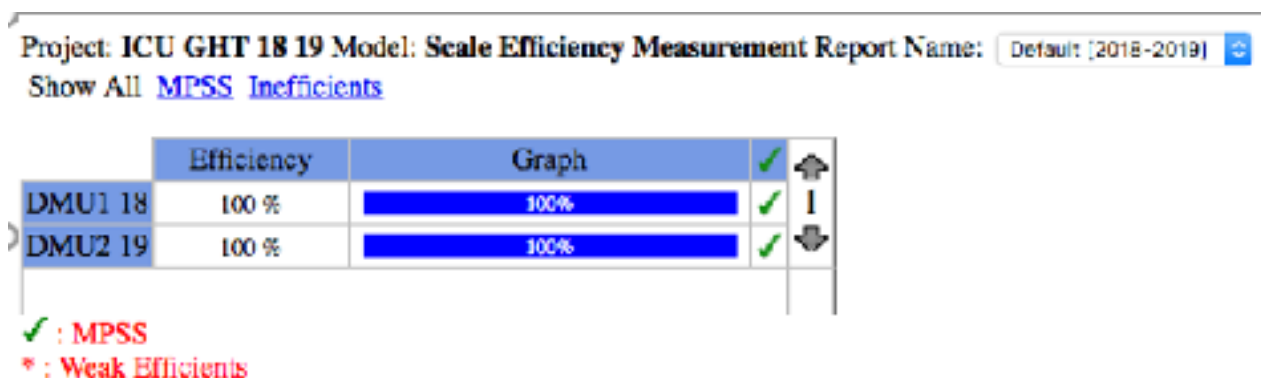 Project: ICU GHT 18 19 Model: Scale Efficiency Measurement Report Name: Default [2018-2019]
Show All MPSS Inefficients
Efficiency Graph ✓
DMU1 18 100 % 100% ✓ 1
DMU2 19 100 % 100% ✓
✓ : MPSS
* : Weak Efficients